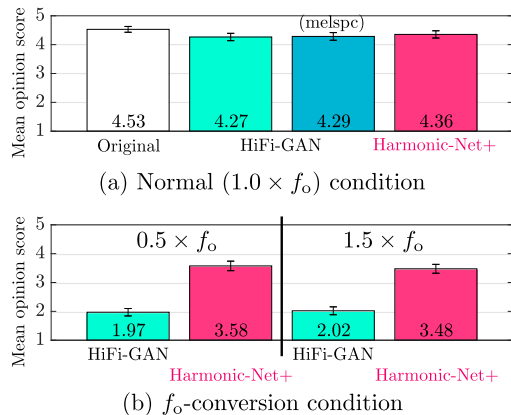 Mean opinion score
5
4
3
2
1
(melspc)
4.53 4.27 4.29 4.36
Original HiFi-GAN Harmonic-Net+
(a) Normal (1.0 × fₒ) condition
Mean opinion score
5
4
3
2
1
0.5 × fₒ 1.5 × fₒ
1.97 3.58 2.02 3.48
HiFi-GAN HiFi-GAN
Harmonic-Net+ Harmonic-Net+
(b) fₒ-conversion condition